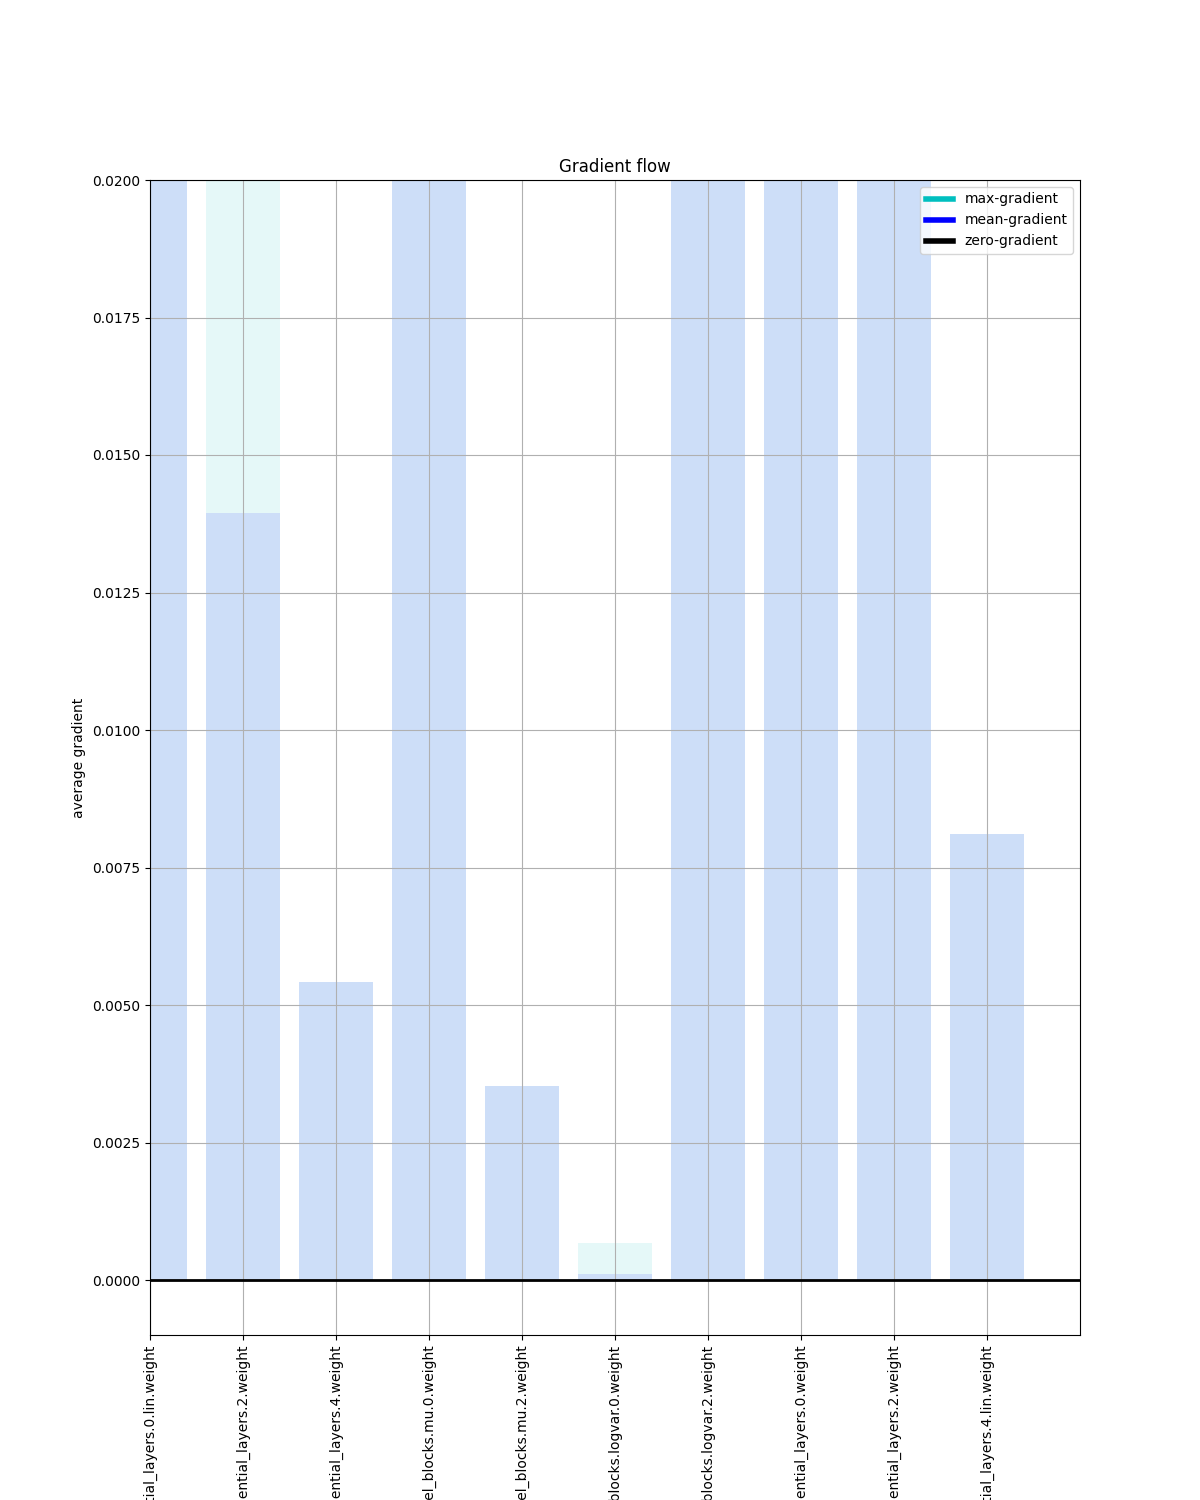 Gradient flow
max-gradient
mean-gradient
zero-gradient
0.0200
0.0175
0.0150
0.0125
0.0100
0.0075
0.0050
0.0025
0.0000
average gradient
tial_layers.0.lin.weight
ential_layers.2.weight
ential_layers.4.weight
el_blocks.mu.0.weight
el_blocks.mu.2.weight
blocks.logvar.0.weight
blocks.logvar.2.weight
ential_layers.0.weight
ential_layers.2.weight
tial_layers.4.lin.weight